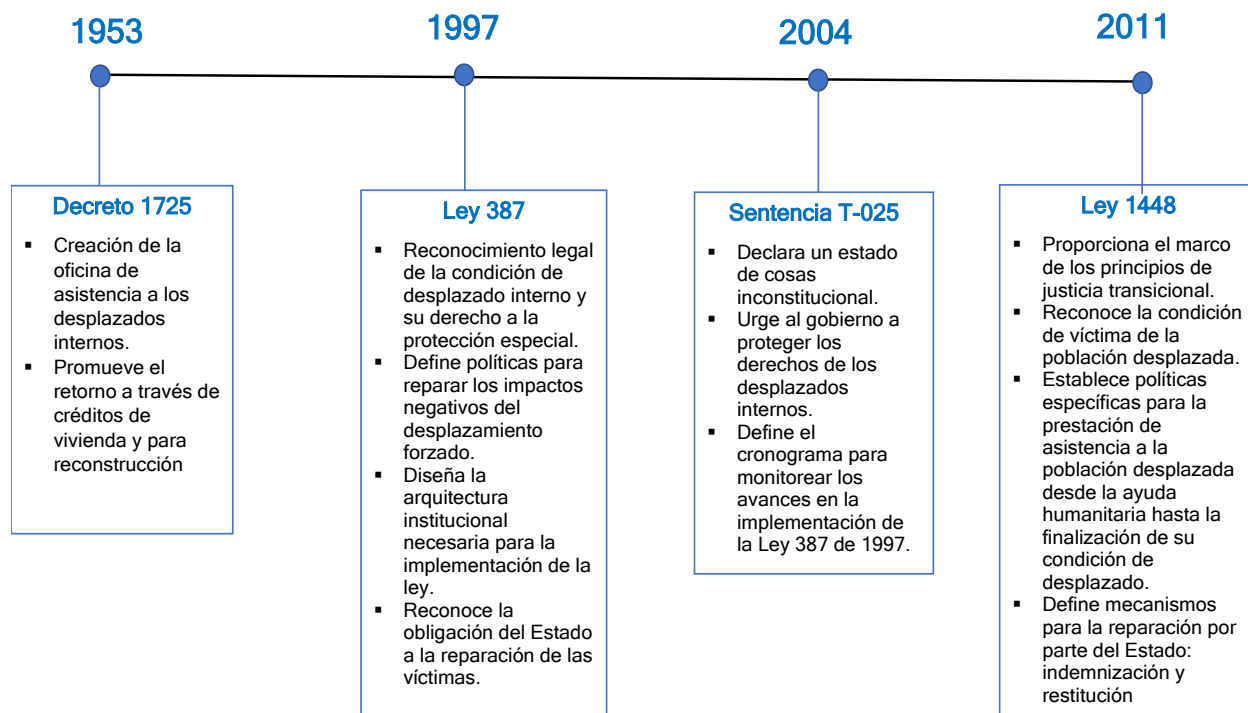 1953
1997
2004
2011
Decreto 1725
▪ Creación de la
oficina de
asistencia a los
desplazados
internos.
▪ Promueve el
retorno a través de
créditos de
vivienda y para
reconstrucción
Ley 387
▪ Reconocimiento legal
de la condición de
desplazado interno y
su derecho a la
protección especial.
▪ Define políticas para
reparar los impactos
negativos del
desplazamiento
forzado.
▪ Diseña la
arquitectura
institucional
necesaria para la
implementación de la
ley.
▪ Reconoce la
obligación del Estado
a la reparación de las
víctimas.
Sentencia T-025
▪ Declara un estado
de cosas
inconstitucional.
▪ Urge al gobierno a
proteger los
derechos de los
desplazados
internos.
▪ Define el
cronograma para
monitorear los
avances en la
implementación de
la Ley 387 de 1997.
Ley 1448
▪ Proporciona el marco
de los principios de
justicia transicional.
▪ Reconoce la condición
de víctima de la
población desplazada.
▪ Establece políticas
específicas para la
prestación de
asistencia a la
población desplazada
desde la ayuda
humanitaria hasta la
finalización de su
condición de
desplazado.
▪ Define mecanismos
para la reparación por
parte del Estado:
indemnización y
restitución